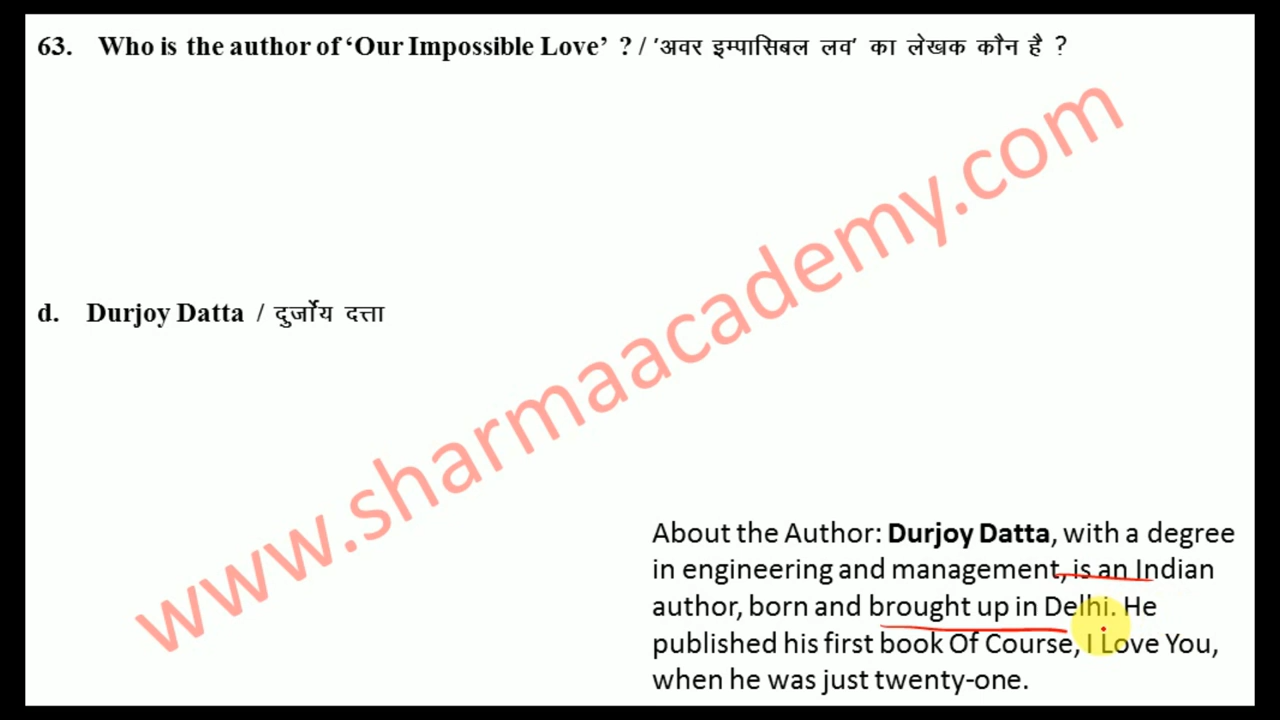 63. Who is the author of ‘Our Impossible Love’ ? / ‘अवर इम्पासिबल लव’ का लेखक कौन है ?
www.sharmaacademy.com
d. Durjoy Datta / दुर्जोय दत्ता
About the Author: Durjoy Datta, with a degree
in engineering and management, is an Indian
author, born and brought up in Delhi. He
published his first book Of Course, I Love You,
when he was just twenty-one.